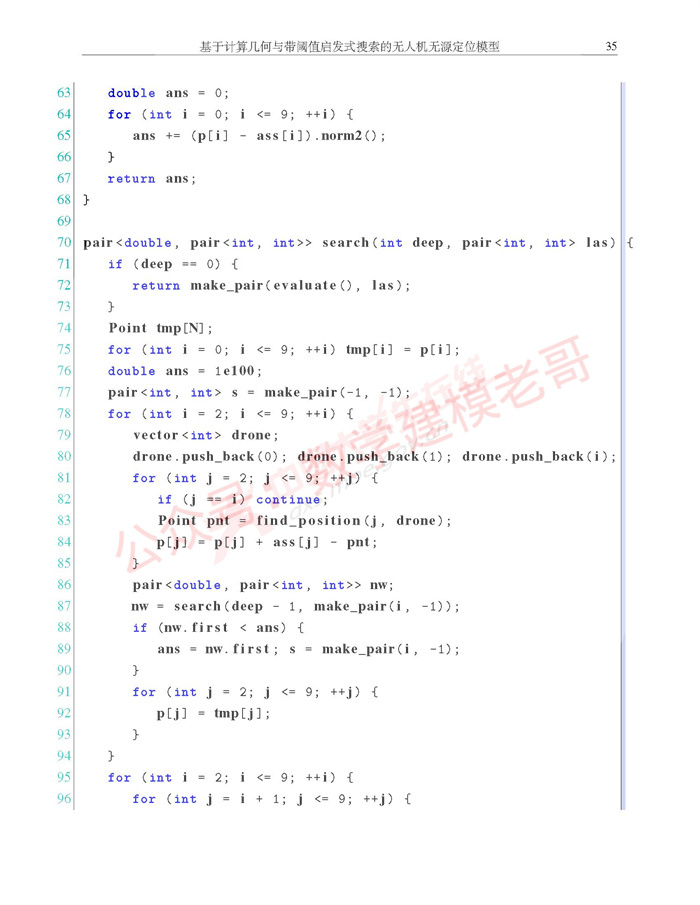 基于计算几何与带阈值启发式搜索的无人机无源定位模型 35
63 double ans = 0;
64 for (int i = 0; i <= 9; ++i) {
65 ans += (p[i] - ass[i]).norm2();
66 }
67 return ans;
68 }
69
70 pair<double, pair<int, int>> search(int deep, pair<int, int> las) {
71 if (deep == 0) {
72 return make_pair(evaluate(), las);
73 }
74 Point tmp[N];
75 for (int i = 0; i <= 9; ++i) tmp[i] = p[i];
76 double ans = 1e100;
77 pair<int, int> s = make_pair(-1, -1);
78 for (int i = 2; i <= 9; ++i) {
79 vector<int> drone;
80 drone.push_back(0); drone.push_back(1); drone.push_back(i);
81 for (int j = 2; j <= 9; ++j) {
82 if (j == i) continue;
83 Point pnt = find_position(j, drone);
84 p[j] = p[j] + ass[j] - pnt;
85 }
86 pair<double, pair<int, int>> nw;
87 nw = search(deep - 1, make_pair(i, -1));
88 if (nw.first < ans) {
89 ans = nw.first; s = make_pair(i, -1);
90 }
91 for (int j = 2; j <= 9; ++j) {
92 p[j] = tmp[j];
93 }
94 }
95 for (int i = 2; i <= 9; ++i) {
96 for (int j = i + 1; j <= 9; ++j) {
公众号:数学建模老哥